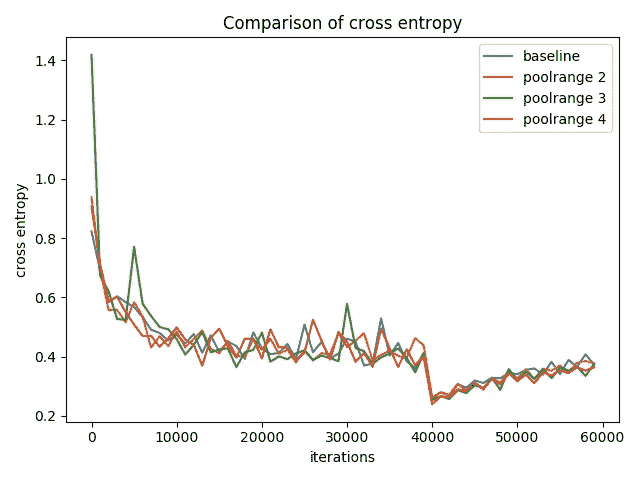 Comparison of cross entropy
baseline
poolrange 2
poolrange 3
poolrange 4
cross entropy
1.4
1.2
1.0
0.8
0.6
0.4
0.2
0
10000
20000
30000
40000
50000
60000
iterations